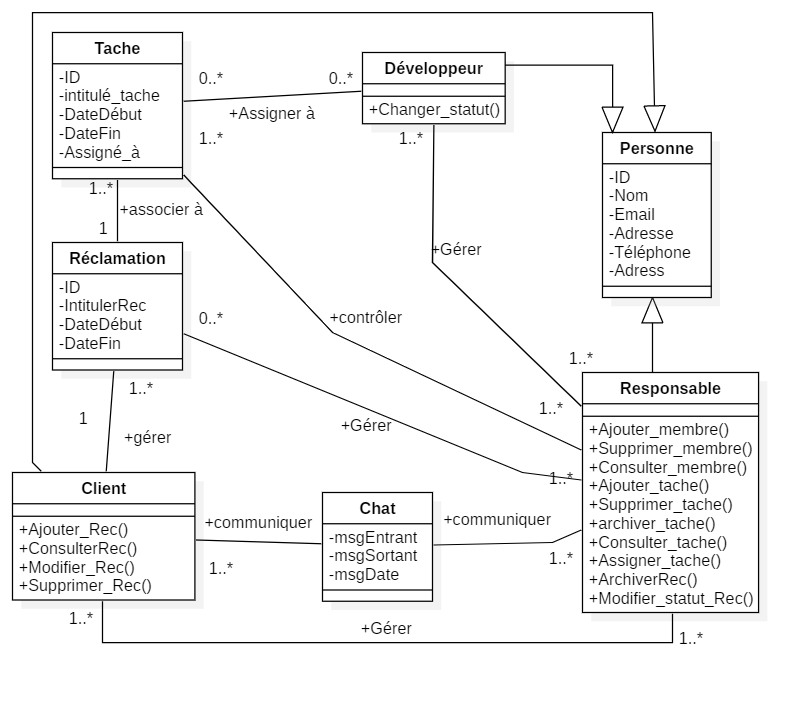 Tache
-ID
-intitulé_tache
-DateDébut
-DateFin
-Assigné_à
0..*
0..*
+Assigner à
1..*
Développeur
+Changer_statut()
1..*
Personne
-ID
-Nom
-Email
-Adresse
-Téléphone
-Adress
1..*
+associer à
1
+Gérer
Réclamation
-ID
-IntitulerRec
-DateDébut
-DateFin
0..*
+contrôler
1..*
1..*
1
+gérer
+Gérer
1..*
1..*
Responsable
+Ajouter_membre()
+Supprimer_membre()
+Consulter_membre()
+Ajouter_tache()
+Supprimer_tache()
+archiver_tache()
+Consulter_tache()
+Assigner_tache()
+ArchiverRec()
+Modifier_statut_Rec()
Client
+Ajouter_Rec()
+ConsulterRec()
+Modifier_Rec()
+Supprimer_Rec()
+communiquer
1..*
Chat
-msgEntrant
-msgSortant
-msgDate
+communiquer
1..*
1..*
+Gérer
1..*